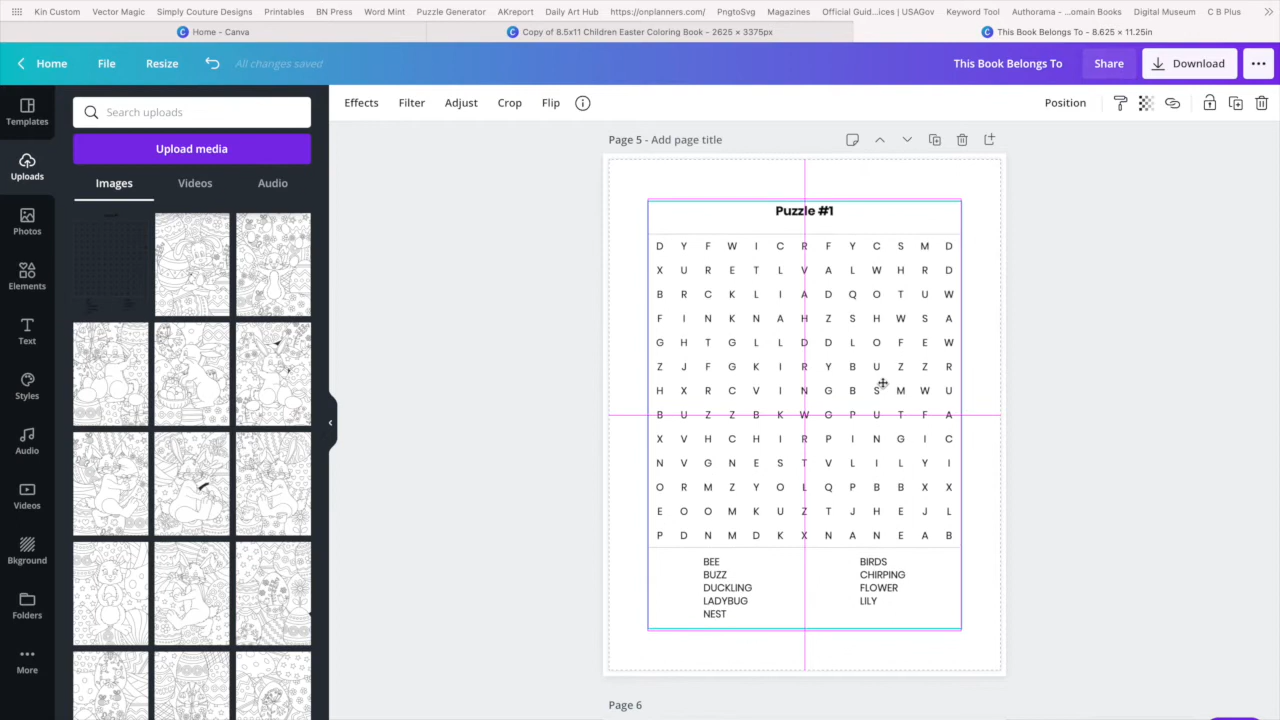 Kin Custom Vector Magic Simply Couture Designs Printables BN Press Word Mint Puzzle Generator AKreport Daily Art Hub https://onplanners.com/ PngtoSvg Magazines Official Guid...ices | USAGov Keyword Tool Authorama - ...omain Books Digital Museum C B Plus
Home - Canva Copy of 8.5x11 Children Easter Coloring Book – 2625 × 3375px This Book Belongs To - 8.625 × 11.25in
Home File Resize All changes saved This Book Belongs To Share Download
Effects Filter Adjust Crop Flip Position
Templates
Uploads
Photos
Elements
Text
Styles
Audio
Videos
Bkground
Folders
More
Search uploads
Upload media
Images Videos Audio
Page 5 - Add page title
Puzzle #1
D Y F W I C R F Y C S M D
X U R E T L V A L W H R D
B R C K L I A D Q O T U W
F I N K N A H Z S H W S A
G H T G L L D D L O F E W
Z J F G K I R Y B U Z Z R
H X R C V I N G B S M W U
B U Z Z B K W G P U T F A
X V H C H I R P I N G I C
N V G N E S T V L I L Y I
O R M Z Y O L Q P B B X X
E O O M K U Z T J H E J L
P D N M D K X N A N E A B
BEE BIRDS
BUZZ CHIRPING
DUCKLING FLOWER
LADYBUG LILY
NEST
Page 6